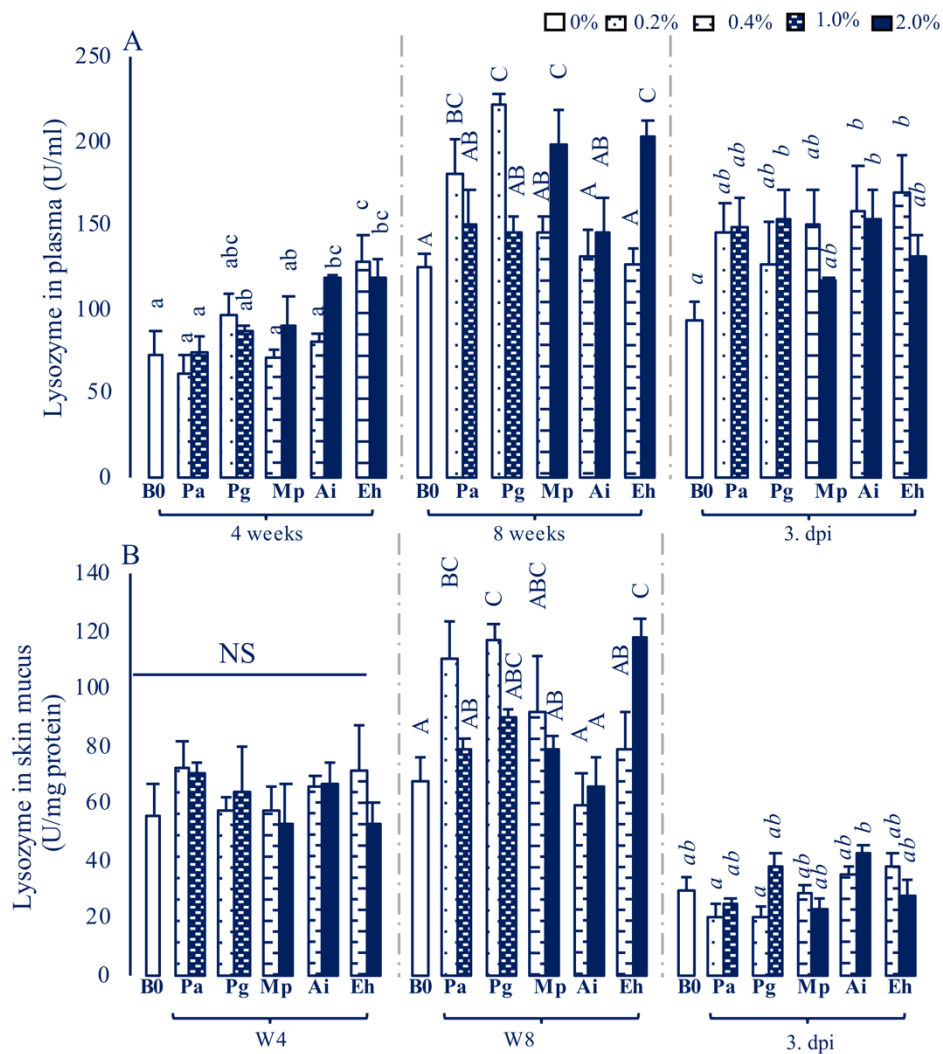 0% 0.2% 0.4% 1.0% 2.0%
A
Lysozyme in plasma (U/ml)
250
200
150
100
50
0
a a a abc ab a ab a bc c bc
A BC AB C AB AB C A AB A C
a ab ab ab b ab ab b b b ab
B0 Pa Pg Mp Ai Eh
B0 Pa Pg Mp Ai Eh
B0 Pa Pg Mp Ai Eh
4 weeks 8 weeks 3. dpi
B
Lysozyme in skin mucus
(U/mg protein)
140
120
100
80
60
40
20
0
NS
A BC AB C ABC ABC AB A A AB C
ab a ab a ab ab ab ab b ab ab
B0 Pa Pg Mp Ai Eh
B0 Pa Pg Mp Ai Eh
B0 Pa Pg Mp Ai Eh
W4 W8 3. dpi